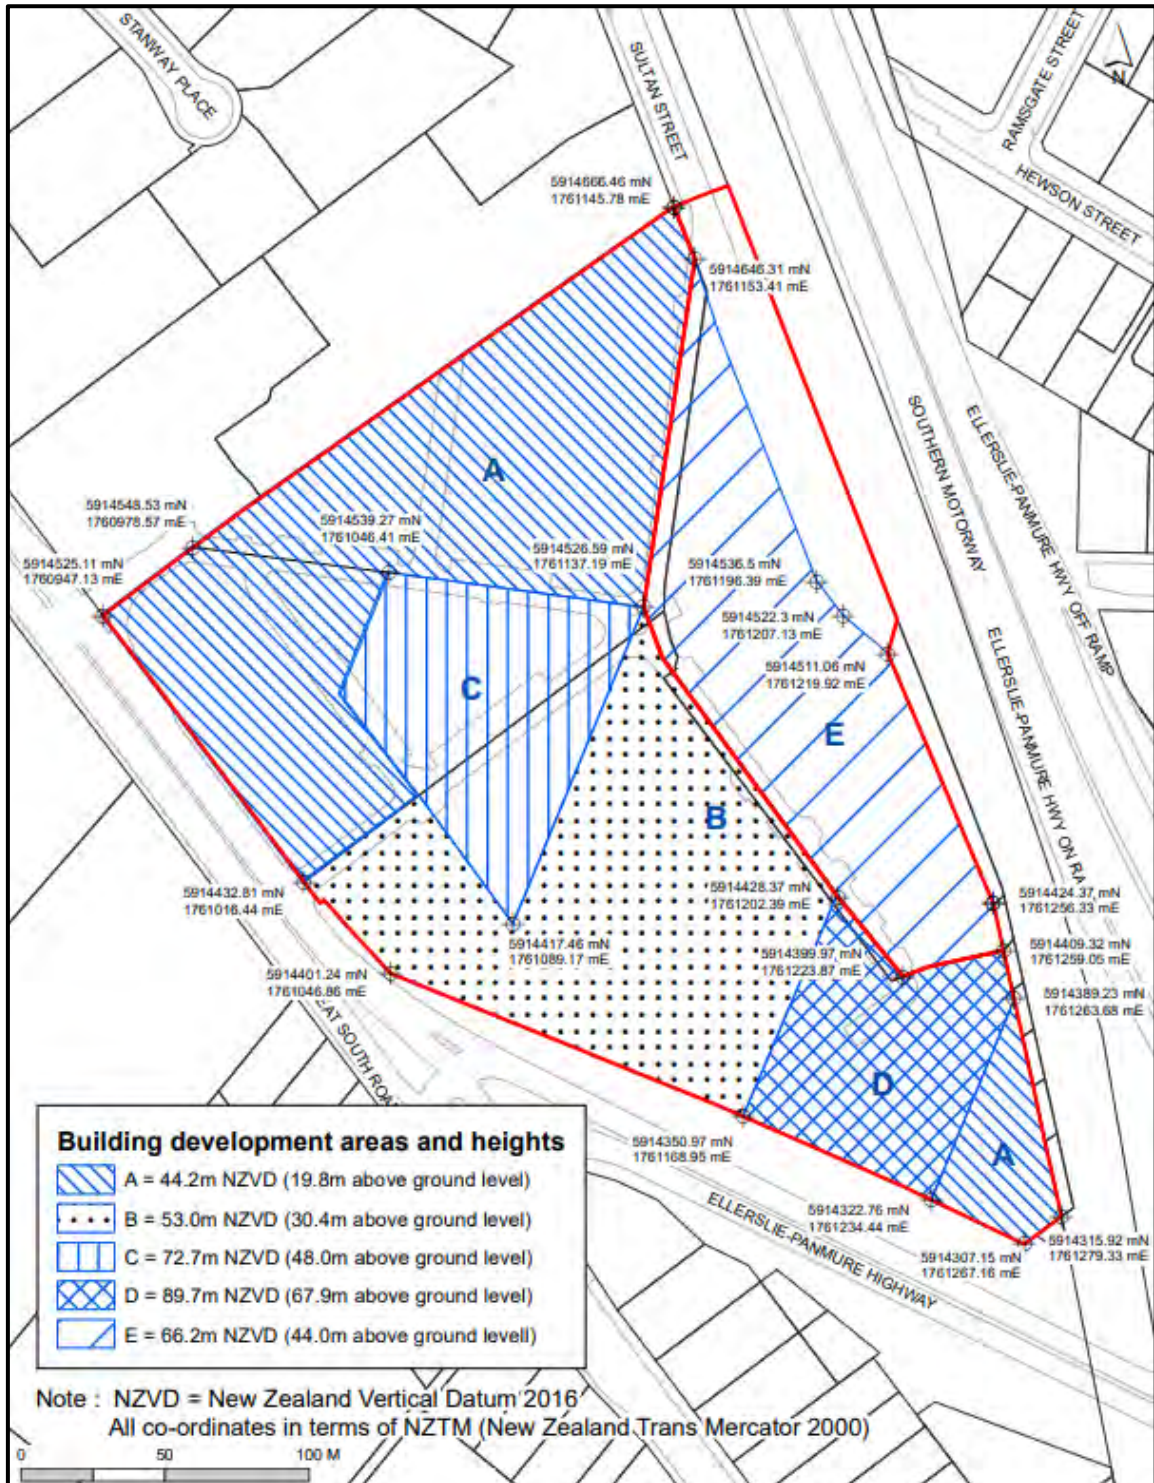 STANWAY PLACE
SULTAN STREET
RAMSGATE STREET
N
HEWSON STREET
5914666.46 mN
1761145.78 mE
5914646.31 mN
1761153.41 mE
SOUTHERN MOTORWAY
ELLERSLIE-PANMURE HWY OFF RAMP
A
5914548.53 mN
1760978.57 mE
5914539.27 mN
1761046.41 mE
5914526.59 mN
1761137.19 mE
5914525.11 mN
1760947.13 mE
5914536.5 mN
1761196.39 mE
5914522.3 mN
1761207.13 mE
5914511.06 mN
1761219.92 mE
ELLERSLIE-PANMURE HWY ON RA
C
E
B
5914432.81 mN
1761016.44 mE
5914428.37 mN
1761202.39 mE
5914424.37 mN
1761256.33 mE
5914417.46 mN
1761089.17 mE
5914399.97 mN
1761223.87 mE
5914409.32 mN
1761259.05 mE
5914401.24 mN
1761046.86 mE
5914389.23 mN
1761263.68 mE
EAT SOUTH ROA
D
A
5914350.97 mN
1761168.95 mE
5914322.76 mN
1761234.44 mE
5914307.15 mN
1761267.16 mE
5914315.92 mN
1761279.33 mE
ELLERSLIE-PANMURE HIGHWAY
Building development areas and heights
A = 44.2m NZVD (19.8m above ground level)
B = 53.0m NZVD (30.4m above ground level)
C = 72.7m NZVD (48.0m above ground level)
D = 89.7m NZVD (67.9m above ground level)
E = 66.2m NZVD (44.0m above ground levell)
Note : NZVD = New Zealand Vertical Datum 2016
All co-ordinates in terms of NZTM (New Zealand Trans Mercator 2000)
0 50 100 M